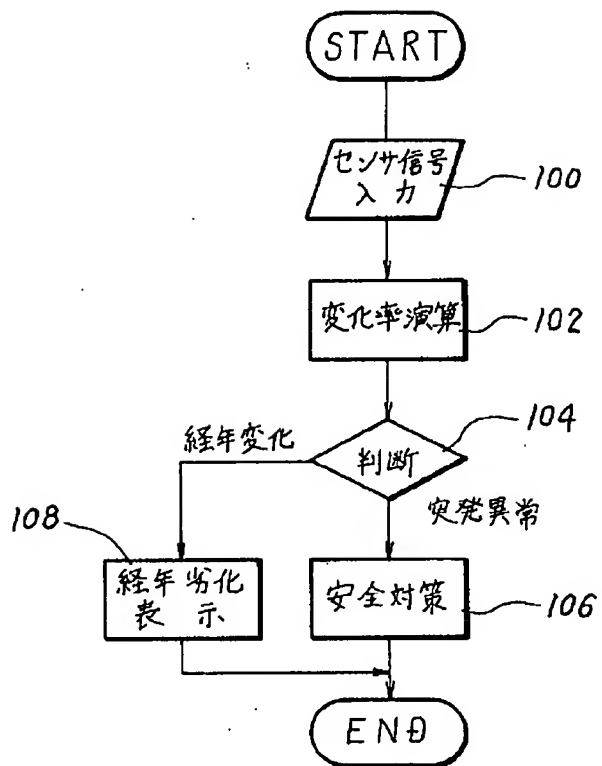 START
センサ信号
入力
100
変化率演算
102
104
経年変化
判断
突発異常
108
経年劣化
表示
安全対策
106
END